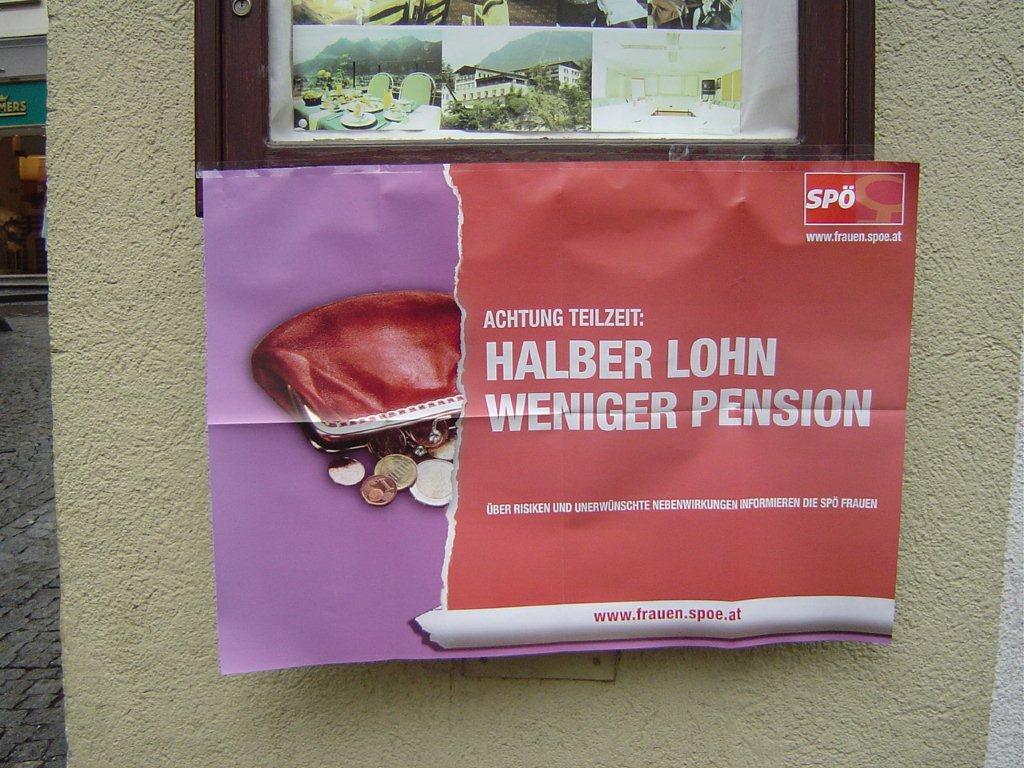 MERS
SPÖ
www.frauen.spoe.at
ACHTUNG TEILZEIT:
HALBER LOHN
WENIGER PENSION
ÜBER RISIKEN UND UNERWÜNSCHTE NEBENWIRKUNGEN INFORMIEREN DIE SPÖ FRAUEN
www.frauen.spoe.at